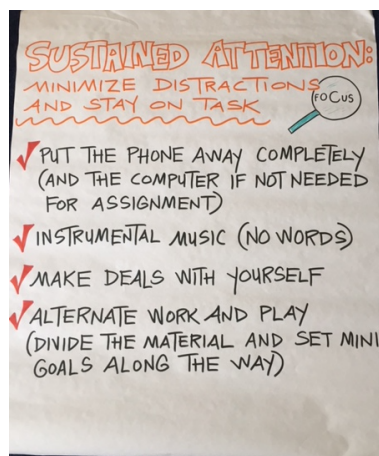 SUSTAINED ATTENTION:
MINIMIZE DISTRACTIONS
AND STAY ON TASK
FOCUS
PUT THE PHONE AWAY COMPLETELY
(AND THE COMPUTER IF NOT NEEDED
FOR ASSIGNMENT)
INSTRUMENTAL MUSIC (NO WORDS)
MAKE DEALS WITH YOURSELF
ALTERNATE WORK AND PLAY
(DIVIDE THE MATERIAL AND SET MINI
GOALS ALONG THE WAY)